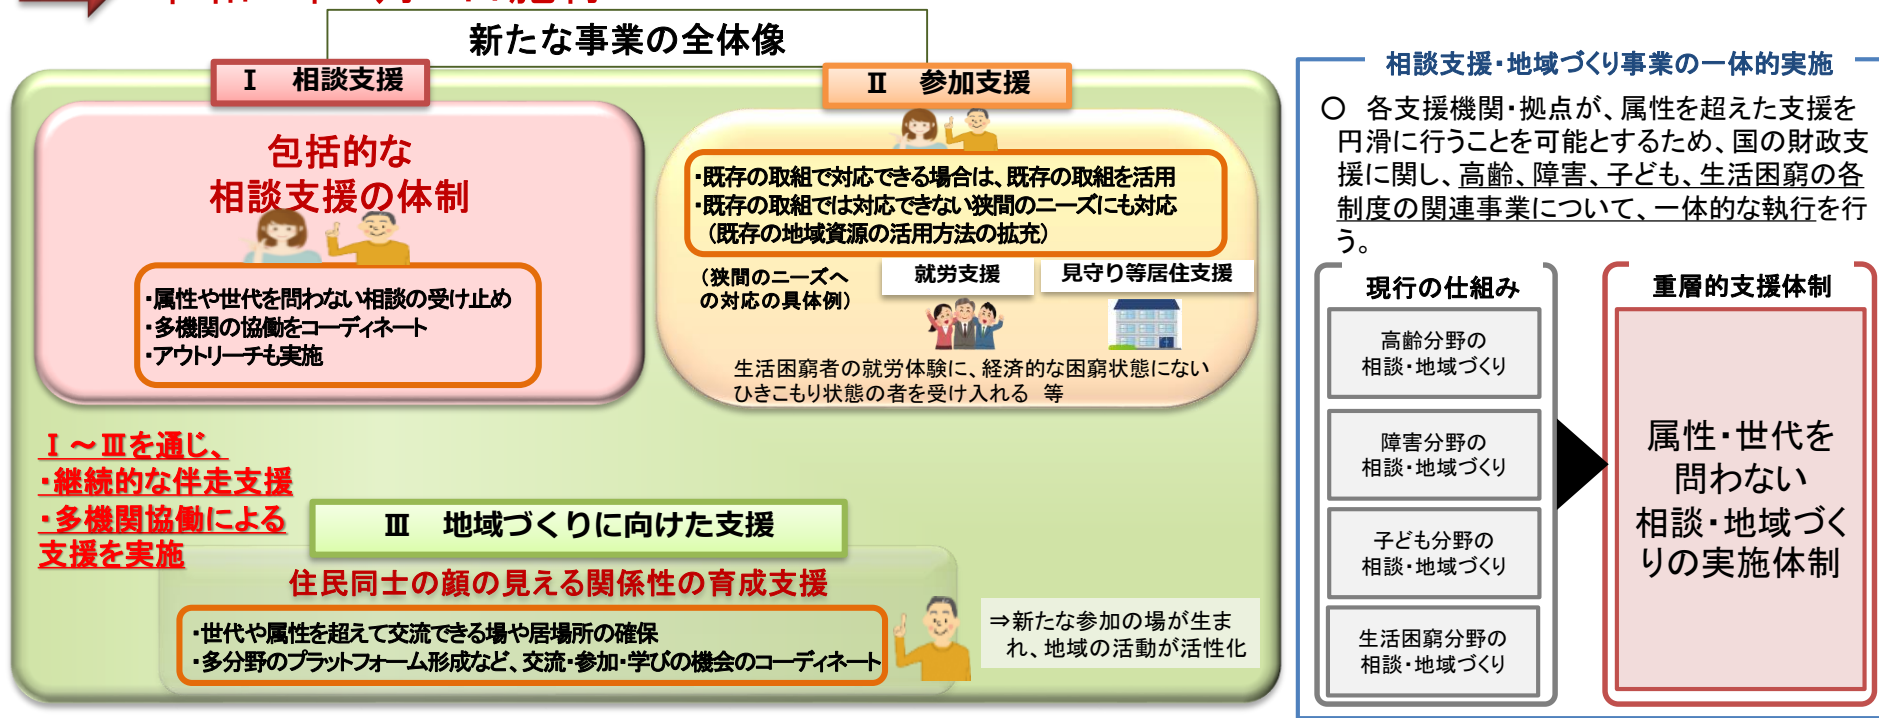 新たな事業の全体像
Ⅰ 相談支援
包括的な
相談支援の体制
・属性や世代を問わない相談の受け止め
・多機関の協働をコーディネート
・アウトリーチも実施
Ⅱ 参加支援
・既存の取組で対応できる場合は、既存の取組を活用
・既存の取組では対応できない狭間のニーズにも対応
（既存の地域資源の活用方法の拡充）
（狭間のニーズへ
の対応の具体例）
就労支援
見守り等居住支援
生活困窮者の就労体験に、経済的な困窮状態にない
ひきこもり状態の者を受け入れる 等
Ⅰ～Ⅲを通じ、
・継続的な伴走支援
・多機関協働による
支援を実施
Ⅲ 地域づくりに向けた支援
住民同士の顔の見える関係性の育成支援
・世代や属性を超えて交流できる場や居場所の確保
・多分野のプラットフォーム形成など、交流・参加・学びの機会のコーディネート
⇒新たな参加の場が生ま
れ、地域の活動が活性化
相談支援・地域づくり事業の一体的実施
○ 各支援機関・拠点が、属性を超えた支援を
円滑に行うことを可能とするため、国の財政支
援に関し、高齢、障害、子ども、生活困窮の各
制度の関連事業について、一体的な執行を行
う。
現行の仕組み
高齢分野の
相談・地域づくり
障害分野の
相談・地域づくり
子ども分野の
相談・地域づくり
生活困窮分野の
相談・地域づくり
重層的支援体制
属性・世代を
問わない
相談・地域づく
りの実施体制